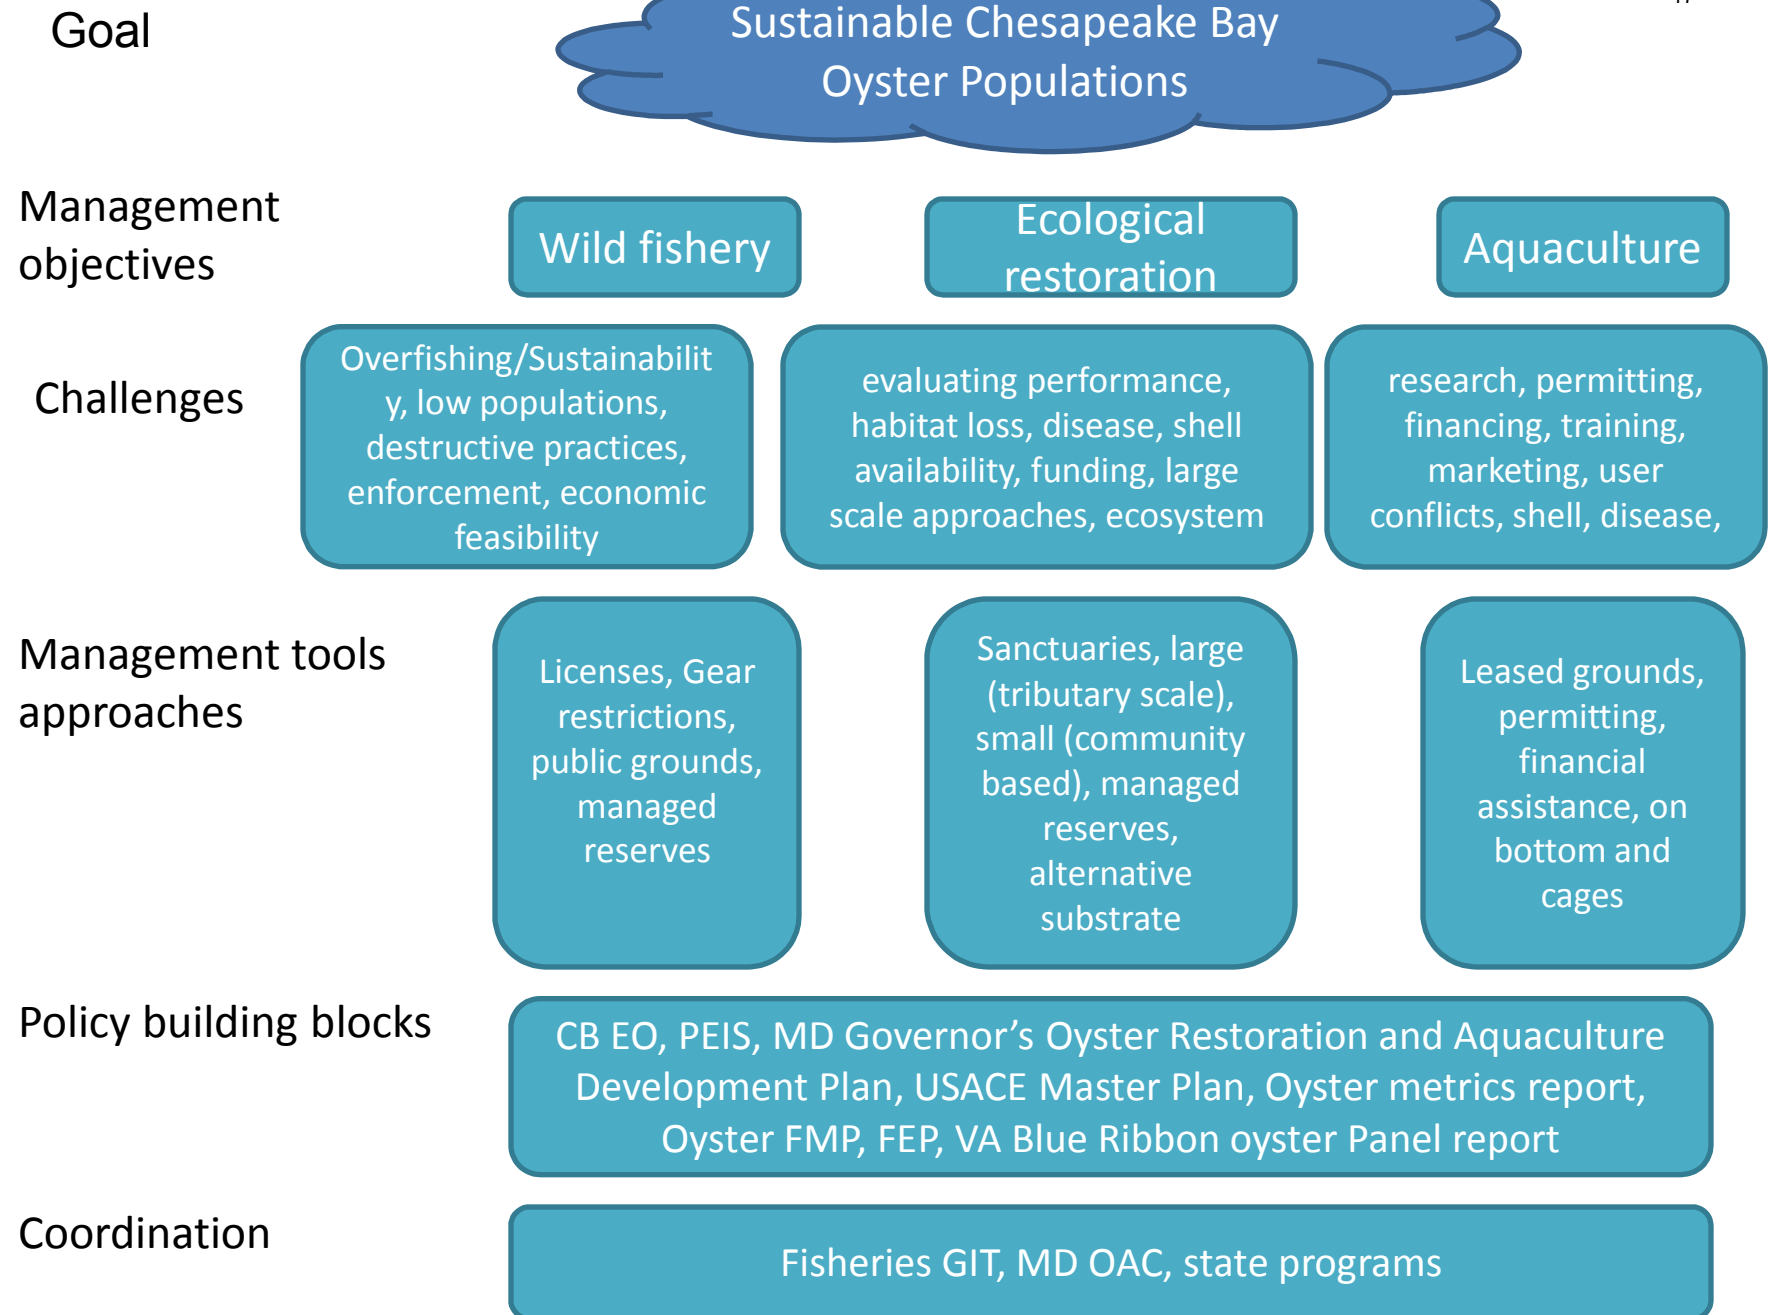 Goal
Sustainable Chesapeake Bay
Oyster Populations
Management
objectives
Wild fishery
Ecological
restoration
Aquaculture
Challenges
Overfishing/Sustainabilit
y, low populations,
destructive practices,
enforcement, economic
feasibility
evaluating performance,
habitat loss, disease, shell
availability, funding, large
scale approaches, ecosystem
research, permitting,
financing, training,
marketing, user
conflicts, shell, disease,
Management tools
approaches
Licenses, Gear
restrictions,
public grounds,
managed
reserves
Sanctuaries, large
(tributary scale),
small (community
based), managed
reserves,
alternative
substrate
Leased grounds,
permitting,
financial
assistance, on
bottom and
cages
Policy building blocks
CB EO, PEIS, MD Governor’s Oyster Restoration and Aquaculture
Development Plan, USACE Master Plan, Oyster metrics report,
Oyster FMP, FEP, VA Blue Ribbon oyster Panel report
Coordination
Fisheries GIT, MD OAC, state programs